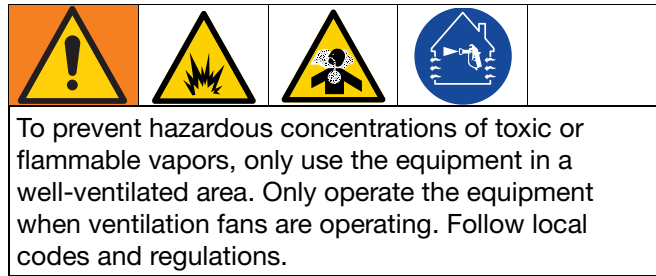 To prevent hazardous concentrations of toxic or
flammable vapors, only use the equipment in a
well-ventilated area. Only operate the equipment
when ventilation fans are operating. Follow local
codes and regulations.